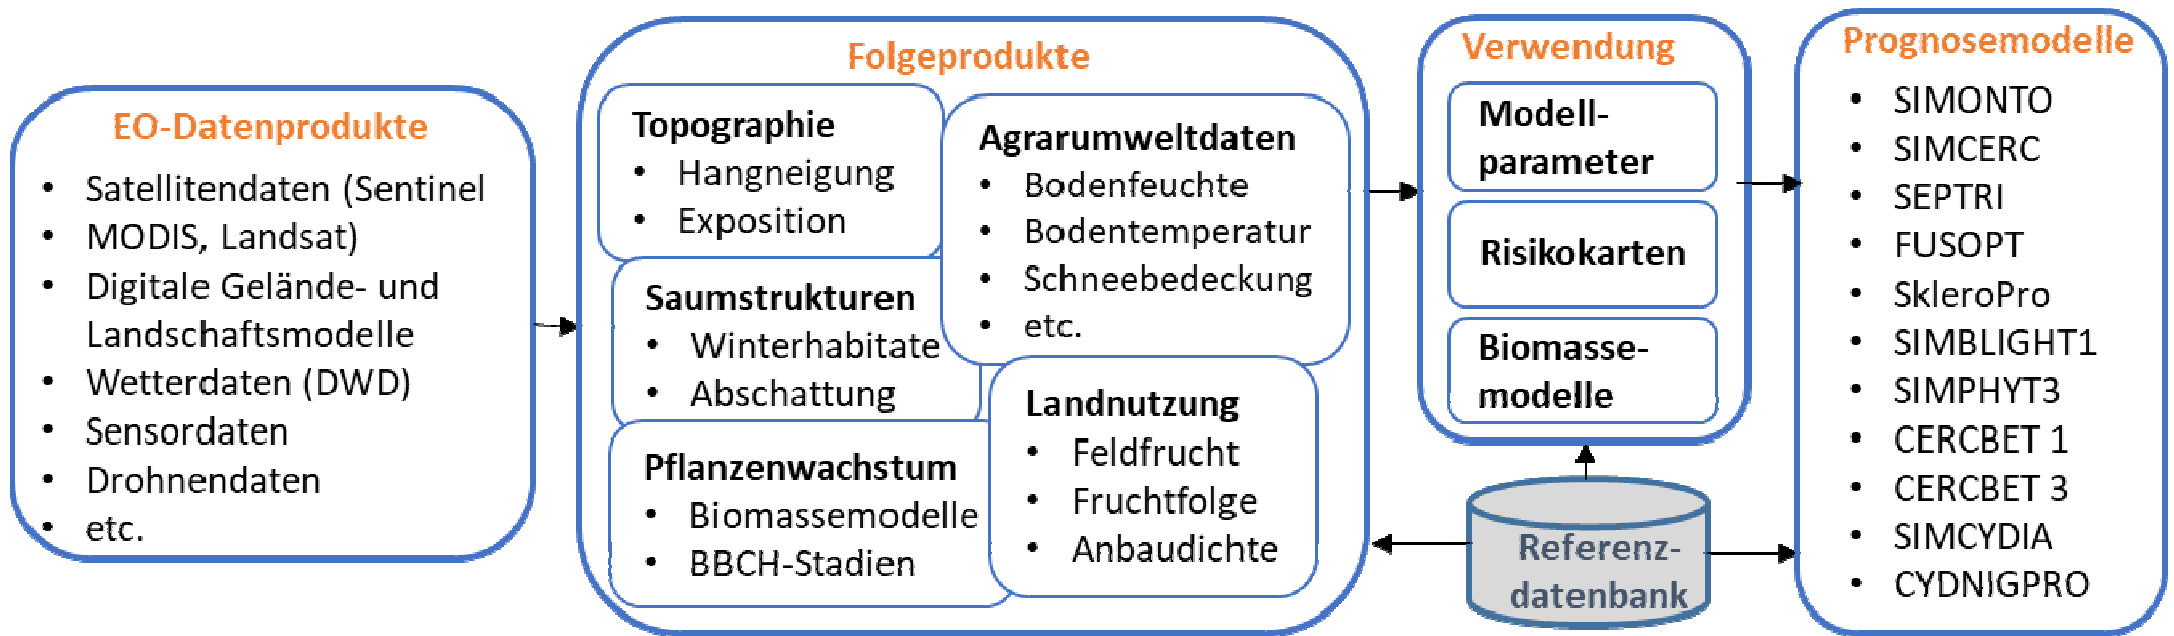 EO-Datenprodukte
• Satellitendaten (Sentinel
• MODIS, Landsat)
• Digitale Gelände- und
Landschaftsmodelle
• Wetterdaten (DWD)
• Sensordaten
• Drohnendaten
• etc.
Folgeprodukte
Topographie
• Hangneigung
• Exposition
Saumstrukturen
• Winterhabitate
• Abschattung
Pflanzenwachstum
• Biomassemodelle
• BBCH-Stadien
Agrarumweltdaten
• Bodenfeuchte
• Bodentemperatur
• Schneebedeckung
• etc.
Landnutzung
• Feldfrucht
• Fruchtfolge
• Anbaudichte
Verwendung
Modell-
parameter
Risikokarten
Biomasse-
modelle
Referenz-
datenbank
Prognosemodelle
• SIMONTO
• SIMCERC
• SEPTRI
• FUSOPT
• SkleroPro
• SIMBLIGHT1
• SIMPHYT3
• CERCBET 1
• CERCBET 3
• SIMCYDIA
• CYDNIGPRO